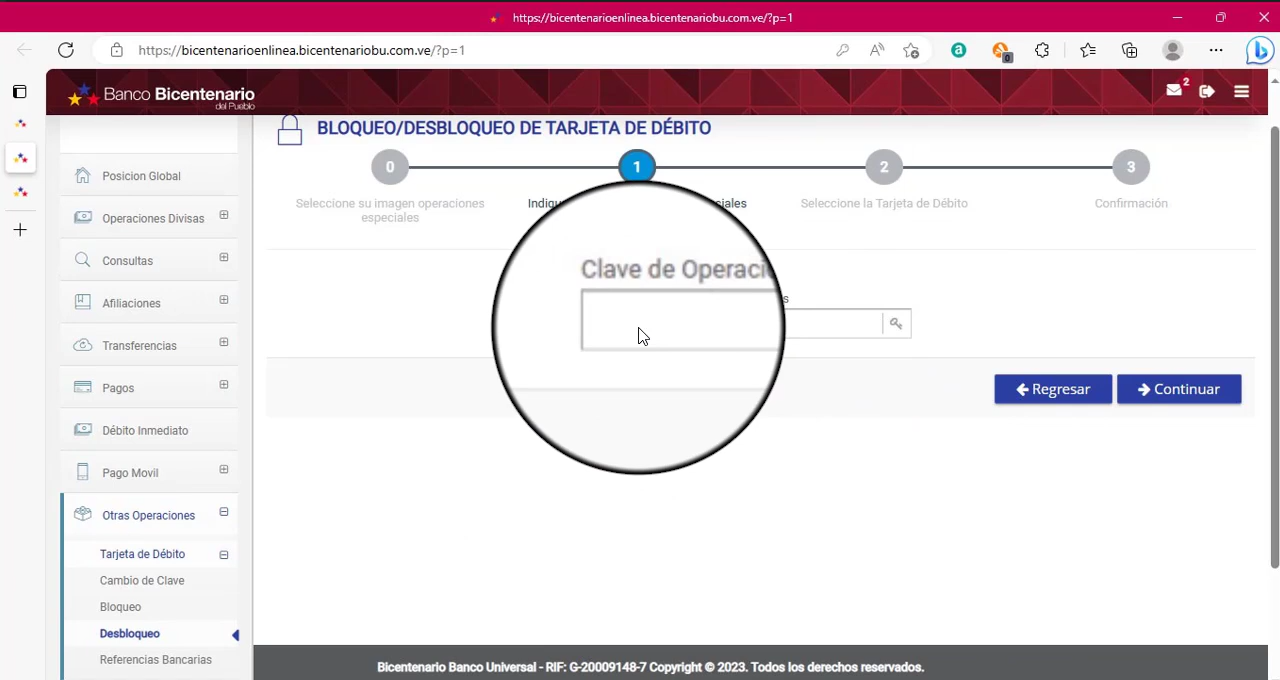 https://bicentenarioenlinea.bicentenariobu.com.ve/?p=1
https://bicentenarioenlinea.bicentenariobu.com.ve/?p=1
Banco Bicentenario
del Pueblo
2
BLOQUEO/DESBLOQUEO DE TARJETA DE DÉBITO
0
1
2
3
Seleccione su imagen operaciones
especiales
Indiqu
iales
Seleccione la Tarjeta de Débito
Confirmación
Clave de Operacio
s
Regresar
Continuar
Posicion Global
Operaciones Divisas
Consultas
Afiliaciones
Transferencias
Pagos
Débito Inmediato
Pago Movil
Otras Operaciones
Tarjeta de Débito
Cambio de Clave
Bloqueo
Desbloqueo
Referencias Bancarias
Bicentenario Banco Universal - RIF: G-20009148-7 Copyright © 2023. Todos los derechos reservados.